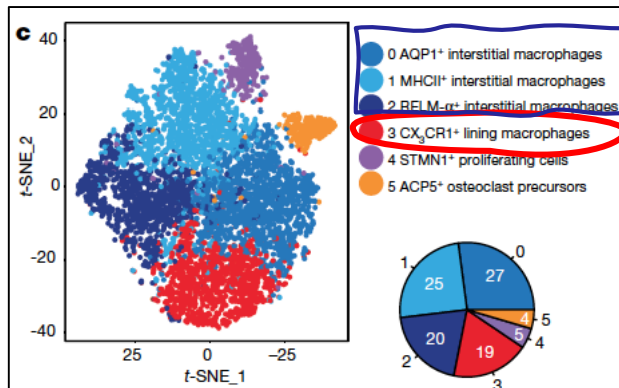 c
40
20
0
-20
-40
t-SNE_2
25
0
-25
t-SNE_1
0 AQP1⁺ interstitial macrophages
1 MHCII⁺ interstitial macrophages
2 RELM-α⁺ interstitial macrophages
3 CX₃CR1⁺ lining macrophages
4 STMN1⁺ proliferating cells
5 ACP5⁺ osteoclast precursors
0
1
27
25
4
5
5
4
20
19
2
3